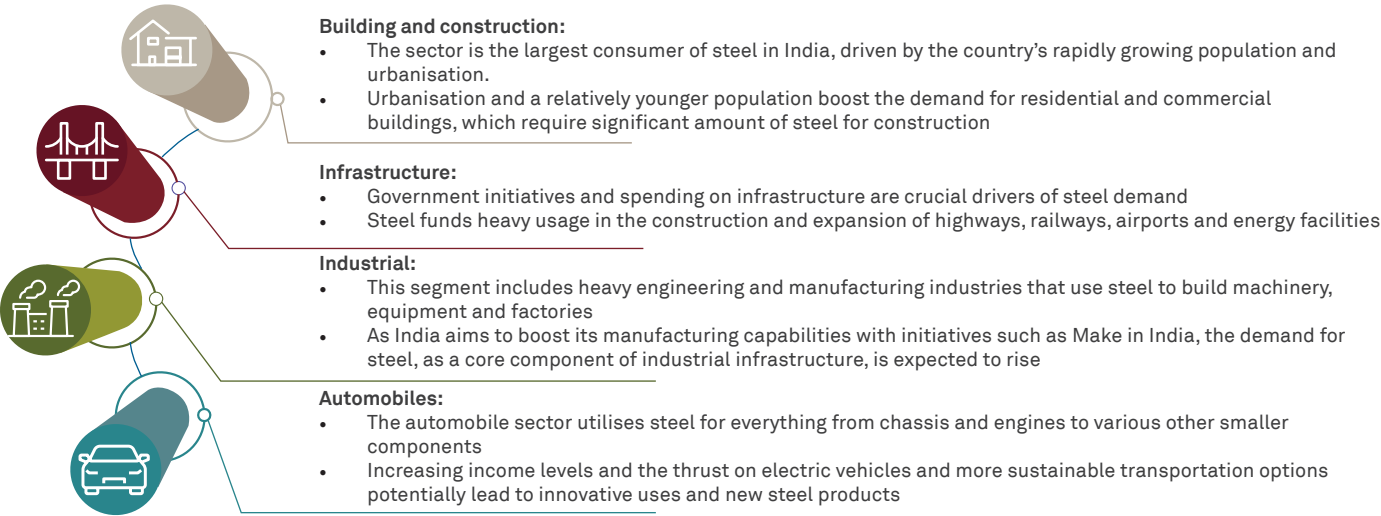 Building and construction:
• The sector is the largest consumer of steel in India, driven by the country’s rapidly growing population and
urbanisation.
• Urbanisation and a relatively younger population boost the demand for residential and commercial
buildings, which require significant amount of steel for construction
Infrastructure:
• Government initiatives and spending on infrastructure are crucial drivers of steel demand
• Steel funds heavy usage in the construction and expansion of highways, railways, airports and energy facilities
Industrial:
• This segment includes heavy engineering and manufacturing industries that use steel to build machinery,
equipment and factories
• As India aims to boost its manufacturing capabilities with initiatives such as Make in India, the demand for
steel, as a core component of industrial infrastructure, is expected to rise
Automobiles:
• The automobile sector utilises steel for everything from chassis and engines to various other smaller
components
• Increasing income levels and the thrust on electric vehicles and more sustainable transportation options
potentially lead to innovative uses and new steel products